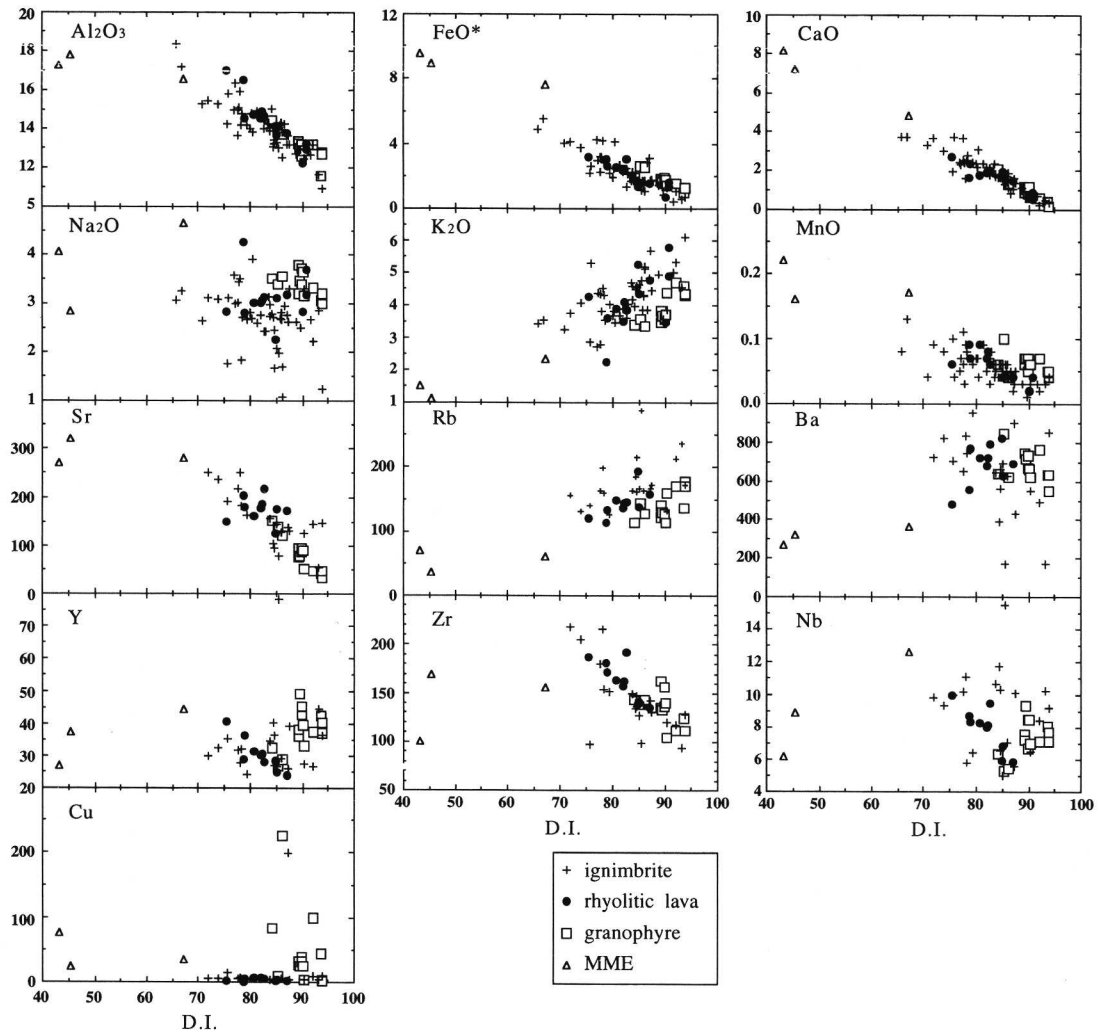 Al2O3
20
18
16
14
12
5
FeO*
12
8
4
0
CaO
10
8
6
4
2
0
Na2O
4
3
2
1
K2O
6
5
4
3
2
1
MnO
0.2
0.1
0.0
Sr
300
200
100
0
Rb
200
100
0
Ba
800
600
400
200
0
Y
70
60
50
40
30
20
Zr
200
150
100
50
40 50 60 70 80 90 100
D.I.
Nb
14
12
10
8
6
4
40 50 60 70 80 90 100
D.I.
Cu
200
100
0
40 50 60 70 80 90 100
D.I.
+ ignimbrite
● rhyolitic lava
□ granophyre
△ MME